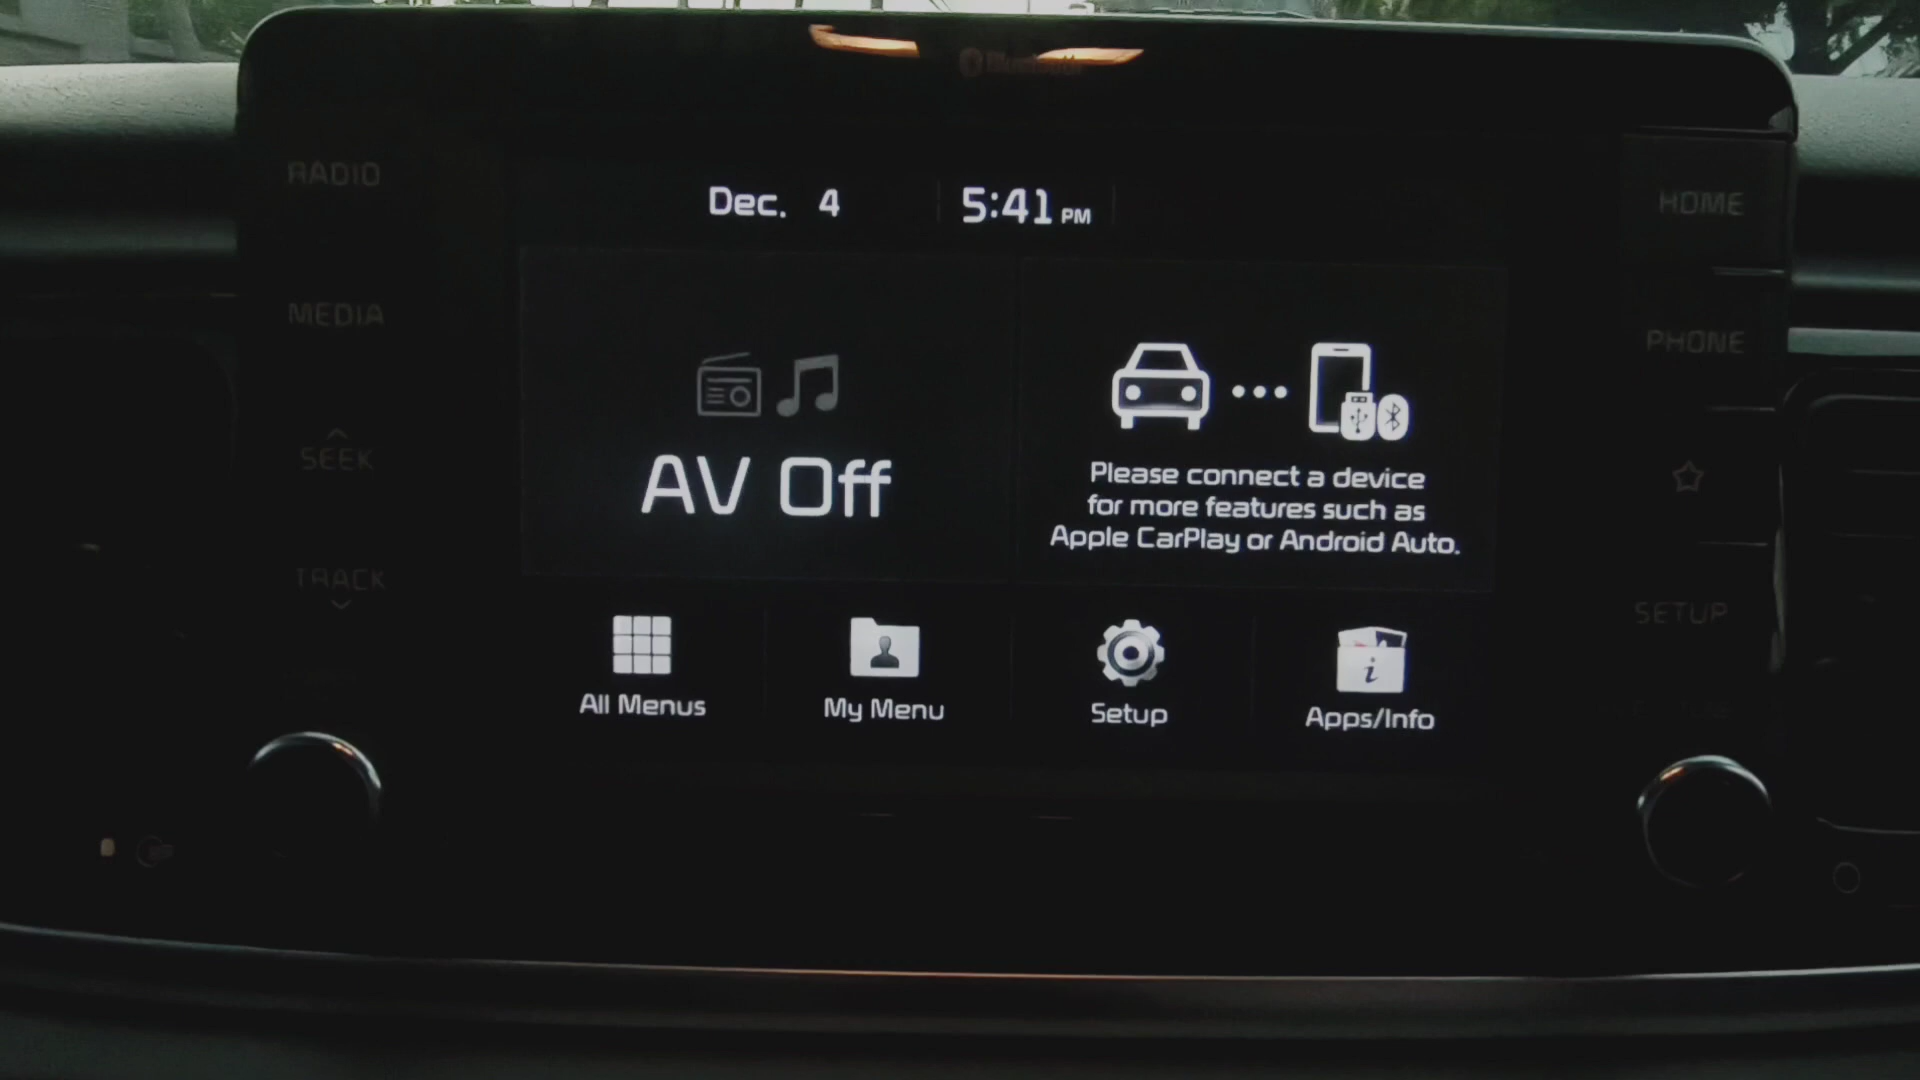 Bluetooth
RADIO
MEDIA
SEEK
TRACK
Dec. 4
5:41 PM
AV Off
Please connect a device
for more features such as
Apple CarPlay or Android Auto.
All Menus
My Menu
Setup
Apps/Info
HOME
PHONE
SETUP